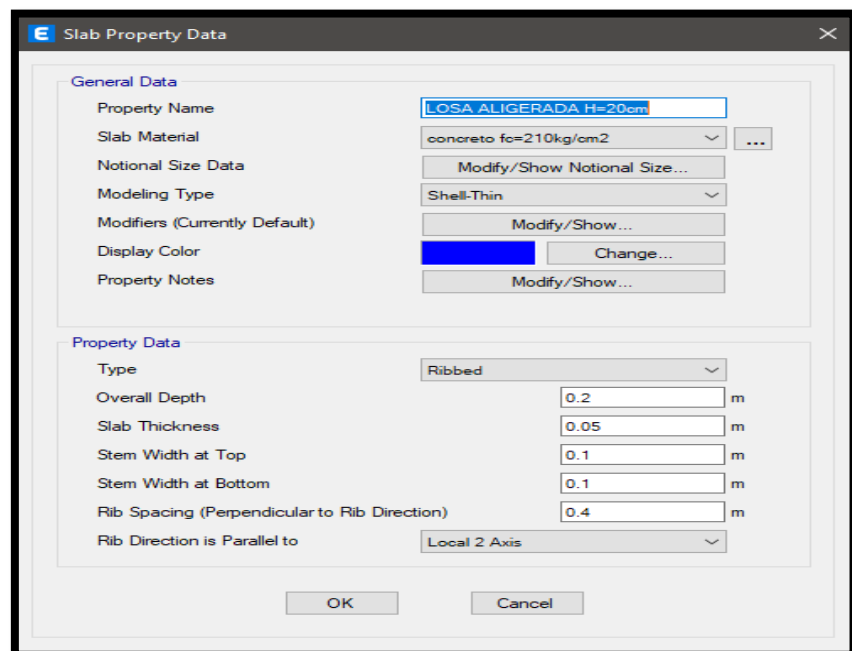 E Slab Property Data
General Data
Property Name LOSA ALIGERADA H=20cm
Slab Material concreto fc=210kg/cm2 ...
Notional Size Data Modify/Show Notional Size...
Modeling Type Shell-Thin
Modifiers (Currently Default) Modify/Show...
Display Color Change...
Property Notes Modify/Show...
Property Data
Type Ribbed
Overall Depth 0.2 m
Slab Thickness 0.05 m
Stem Width at Top 0.1 m
Stem Width at Bottom 0.1 m
Rib Spacing (Perpendicular to Rib Direction) 0.4 m
Rib Direction is Parallel to Local 2 Axis
OK Cancel